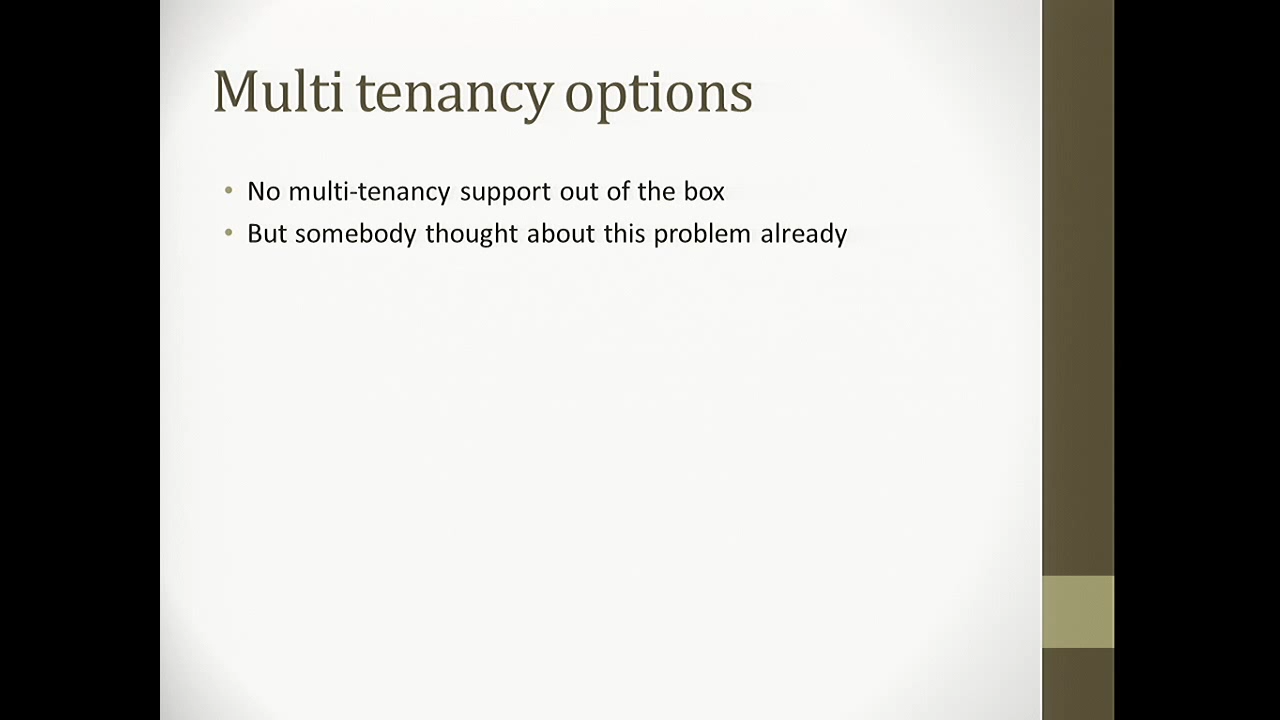 Multi tenancy options
• No multi-tenancy support out of the box
• But somebody thought about this problem already